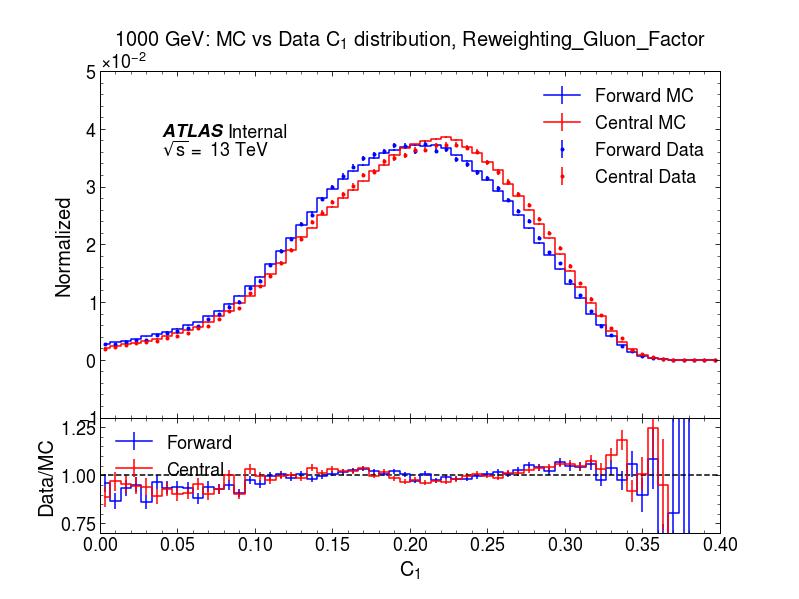 1000 GeV: MC vs Data C₁ distribution, Reweighting_Gluon_Factor
×10⁻²
5
4
3
2
1
0
−1
Normalized
ATLAS Internal
√s = 13 TeV
Forward MC
Central MC
Forward Data
Central Data
1.25
1.00
0.75
Data/MC
Forward
Central
0.00 0.05 0.10 0.15 0.20 0.25 0.30 0.35 0.40
C₁